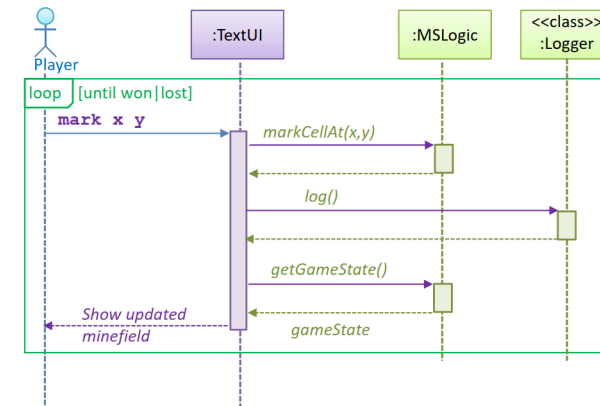 <<class>>
:TextUI
:MSLogic
:Logger
Player
loop
[until won|lost]
mark x y
markCellAt(x,y)
log()
getGameState()
Show updated
minefield
gameState